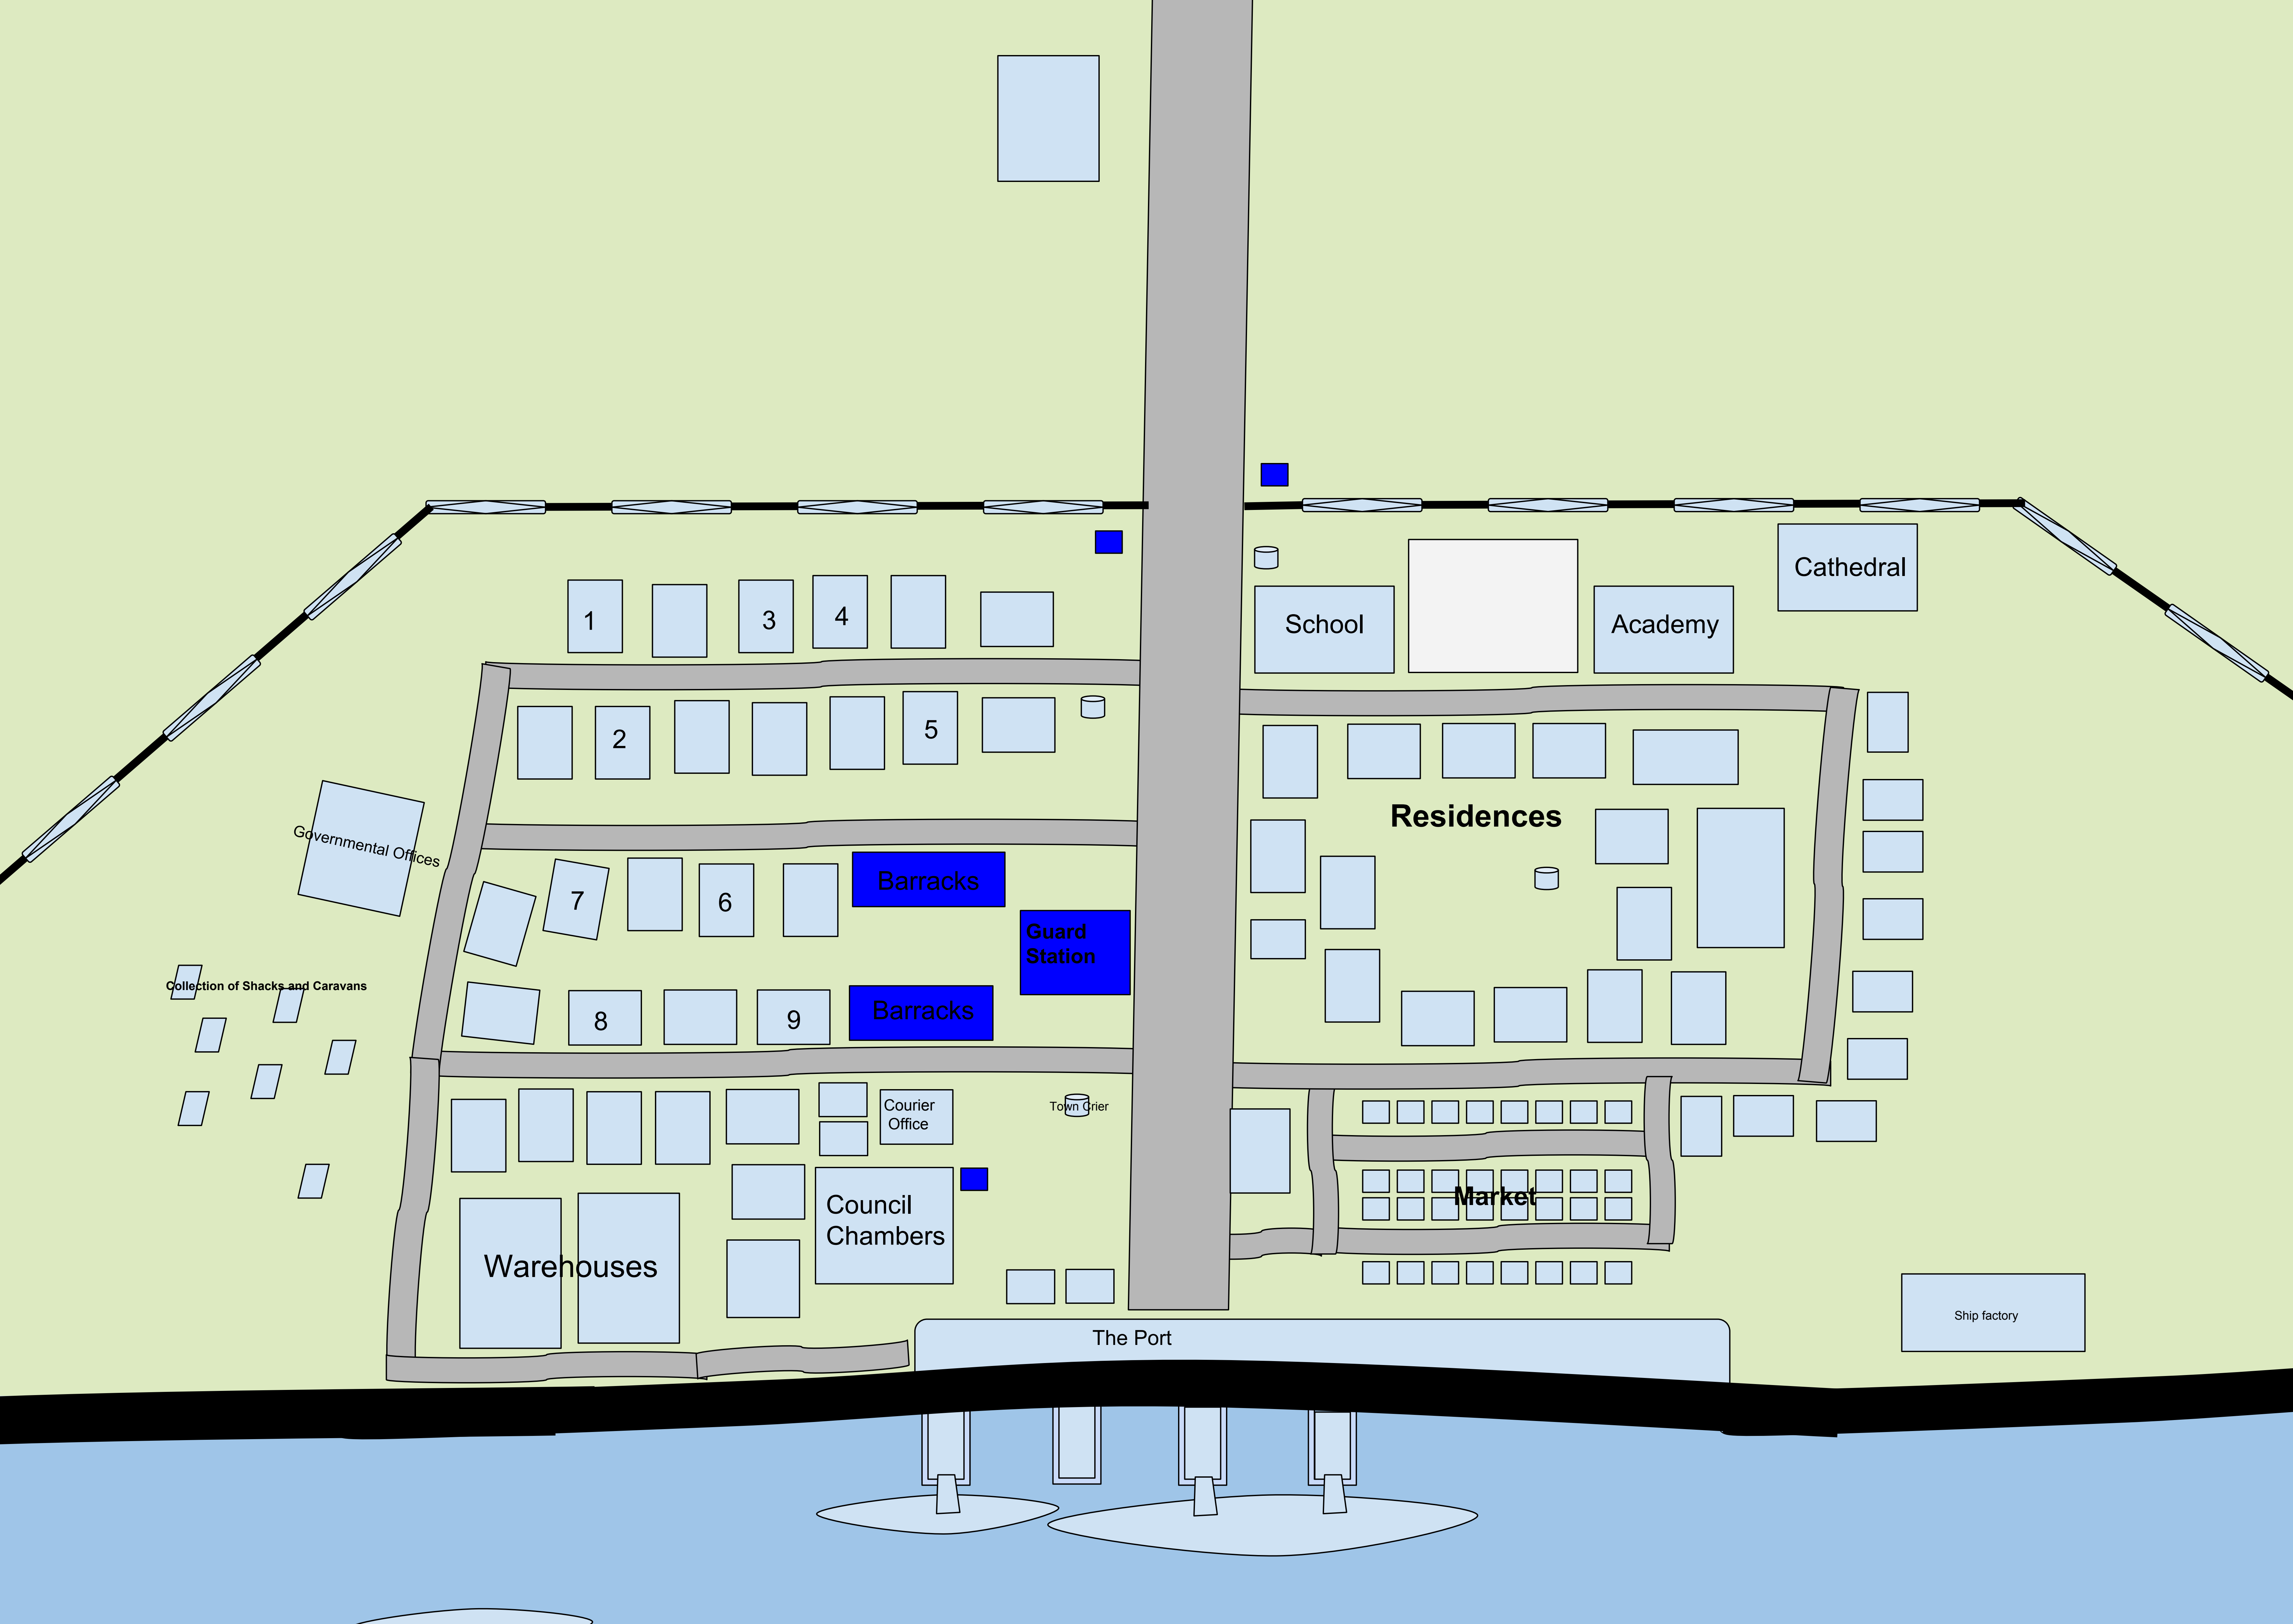 Cathedral
1
3
4
School
Academy
2
5
Residences
Governmental Offices
7
6
Barracks
Guard
Station
Collection of Shacks and Caravans
8
9
Barracks
Courier
Office
Town Crier
Council
Chambers
Market
Warehouses
Ship factory
The Port